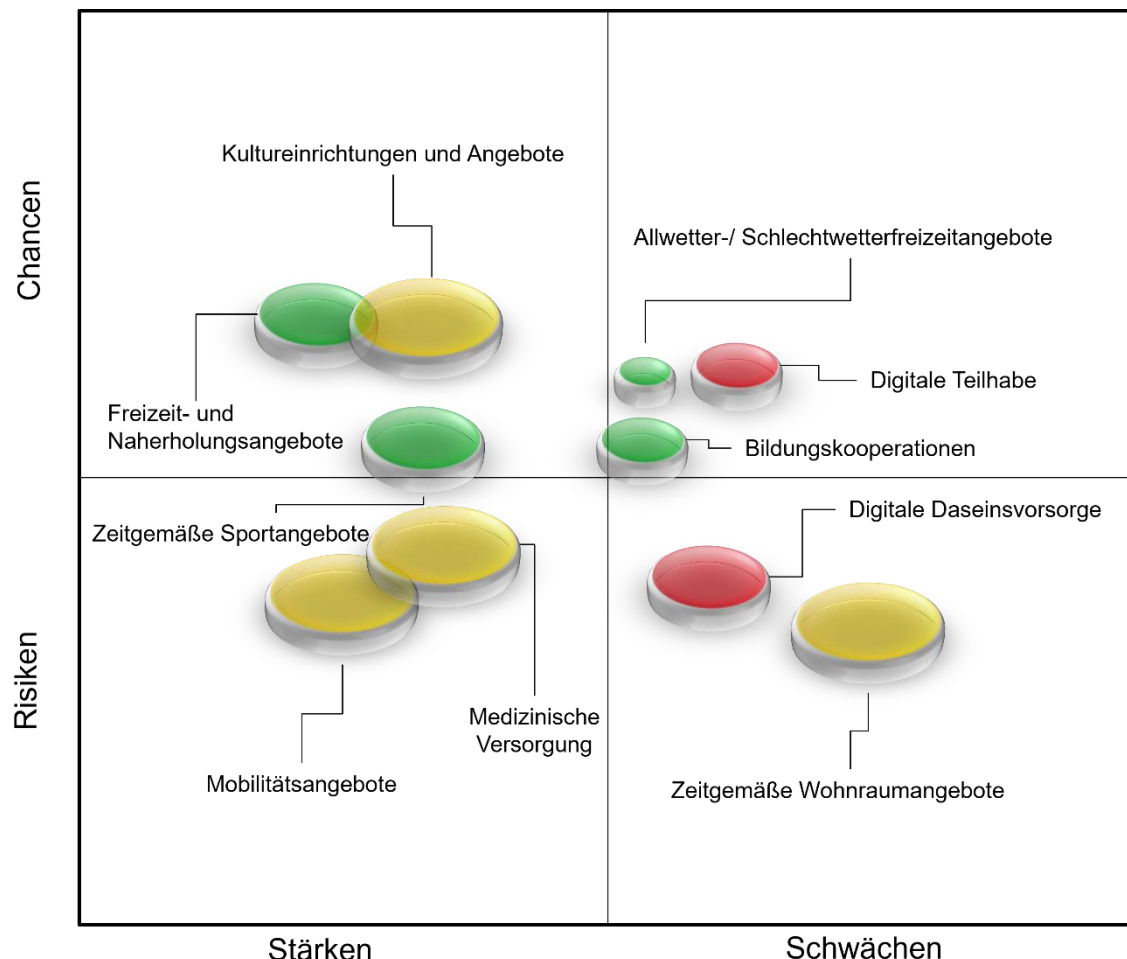 Chancen
Kultureinrichtungen und Angebote
Allwetter-/ Schlechtwetterfreizeitangebote
Digitale Teilhabe
Freizeit- und
Naherholungsangebote
Bildungskooperationen
Risiken
Zeitgemäße Sportangebote
Digitale Daseinsvorsorge
Medizinische
Versorgung
Mobilitätsangebote
Zeitgemäße Wohnraumangebote
Stärken
Schwächen